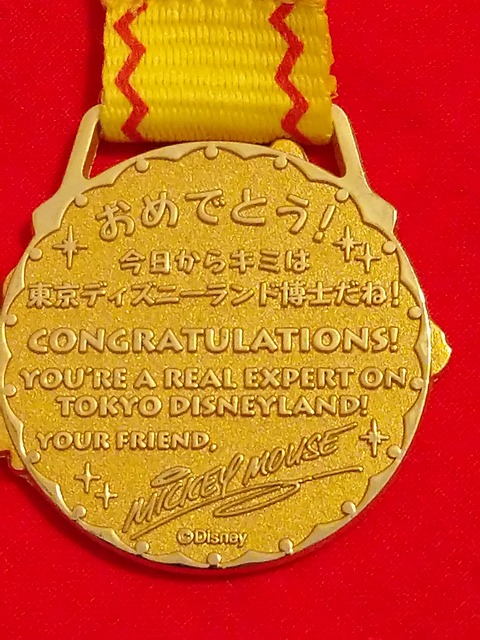 おめでとう!
今日からキミは
東京ディズニーランド博士だね!
CONGRATULATIONS!
YOU'RE A REAL EXPERT ON
TOKYO DISNEYLAND!
YOUR FRIEND,
MICKEY MOUSE
©Disney